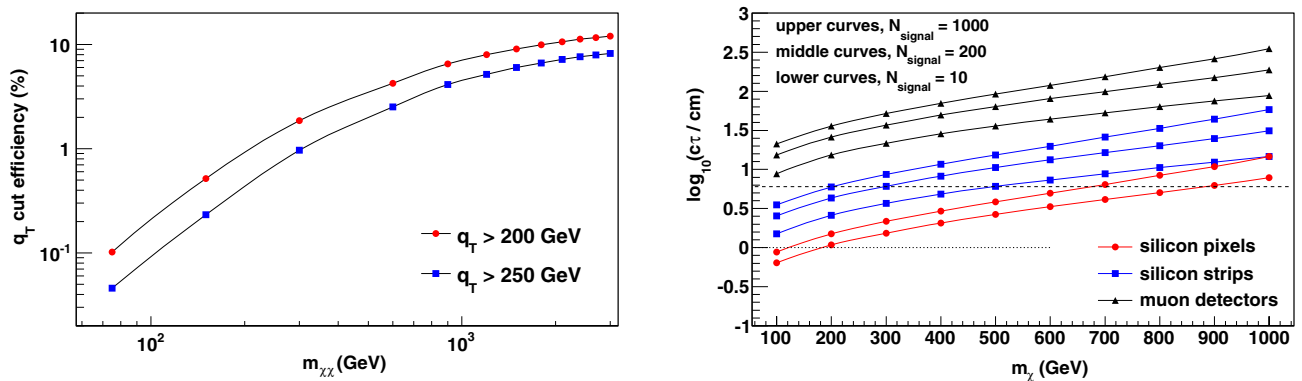 q_T cut efficiency (%)
10
1
10^-1
10^2
10^3
m_χχ (GeV)
q_T > 200 GeV
q_T > 250 GeV
log_10(cτ / cm)
3
2.5
2
1.5
1
0.5
0
-0.5
-1
upper curves, N_signal = 1000
middle curves, N_signal = 200
lower curves, N_signal = 10
silicon pixels
silicon strips
muon detectors
100 200 300 400 500 600 700 800 900 1000
m_χ (GeV)